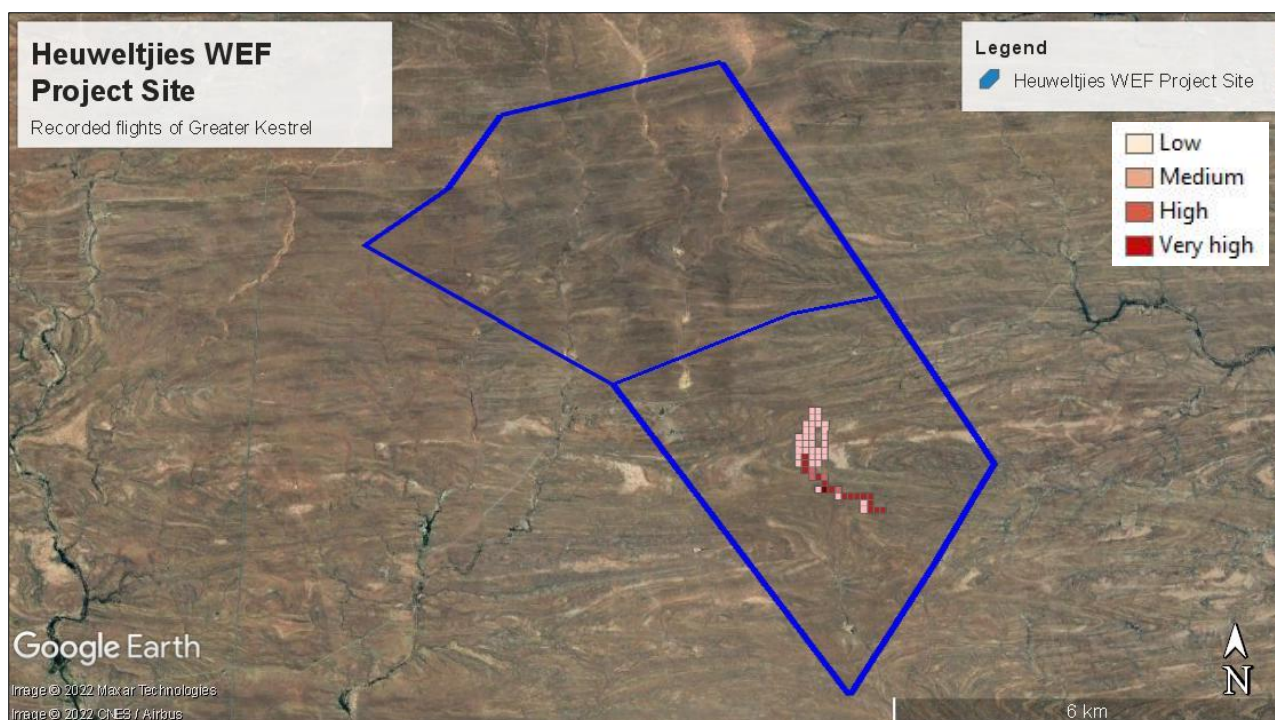 Heuweltjies WEF
Project Site
Recorded flights of Greater Kestrel
Legend
Heuweltjies WEF Project Site
Low
Medium
High
Very high
Google Earth
Image © 2022 Maxar Technologies
Image © 2022 CNES / Airbus
N
6 km